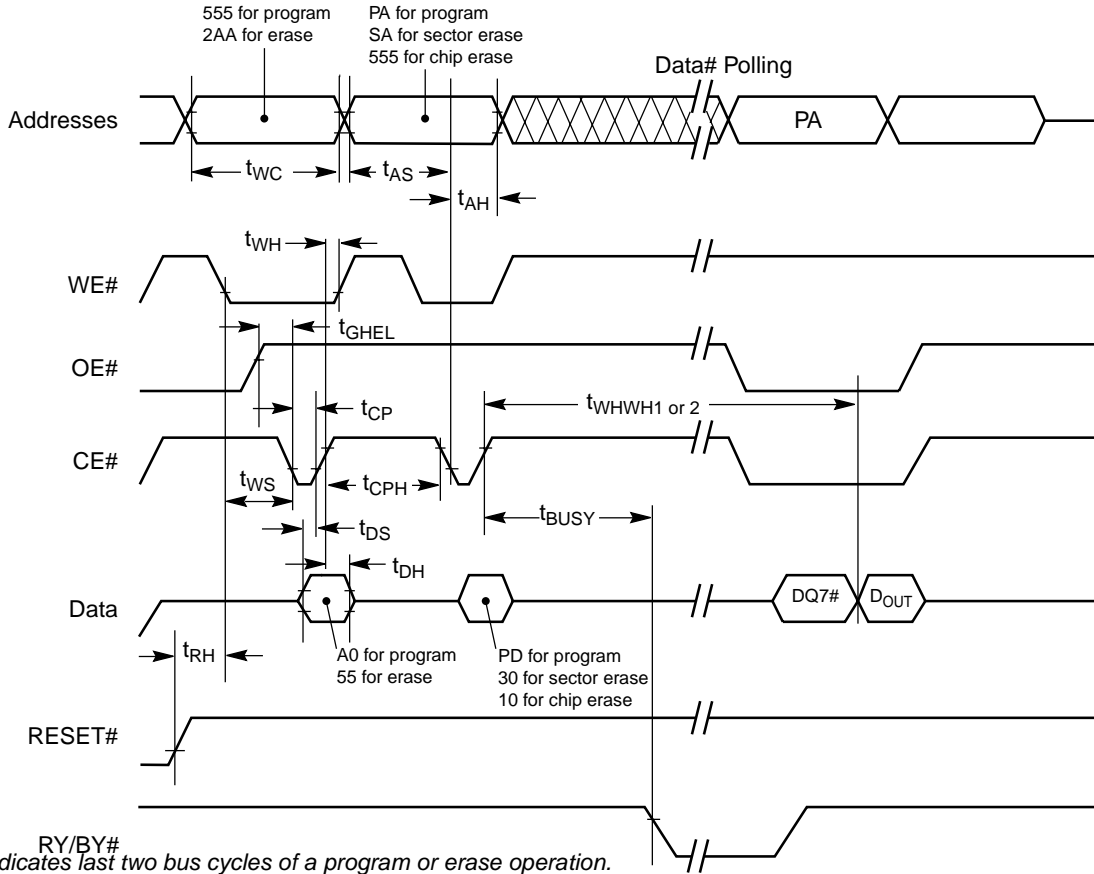 555 for program
2AA for erase
PA for program
SA for sector erase
555 for chip erase
Data# Polling
Addresses
PA
tWC
tAS
tAH
tWH
WE#
tGHEL
OE#
tWHWH1 or 2
tCP
CE#
tWS
tCPH
tBUSY
tDS
tDH
Data
DQ7#
DOUT
tRH
A0 for program
55 for erase
PD for program
30 for sector erase
10 for chip erase
RESET#
RY/BY#
dicates last two bus cycles of a program or erase operation.